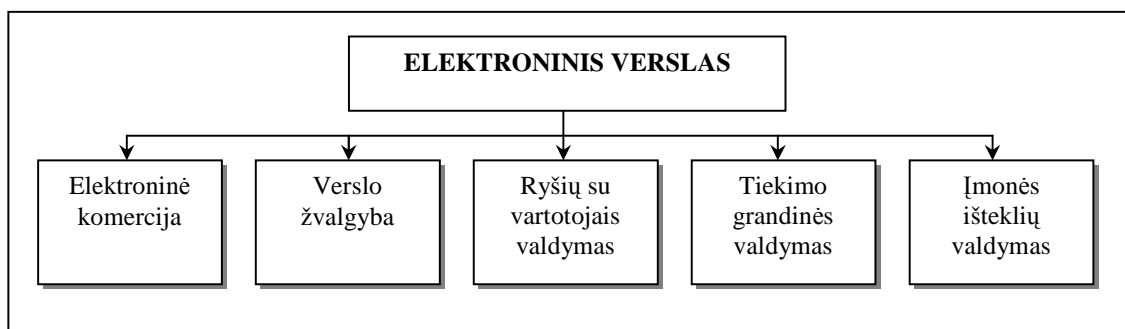 ELEKTRONINIS VERSLAS
Elektroninė
komercija
Verslo
žvalgyba
Ryšių su
vartotojais
valdymas
Tiekimo
grandinės
valdymas
Įmonės
išteklių
valdymas